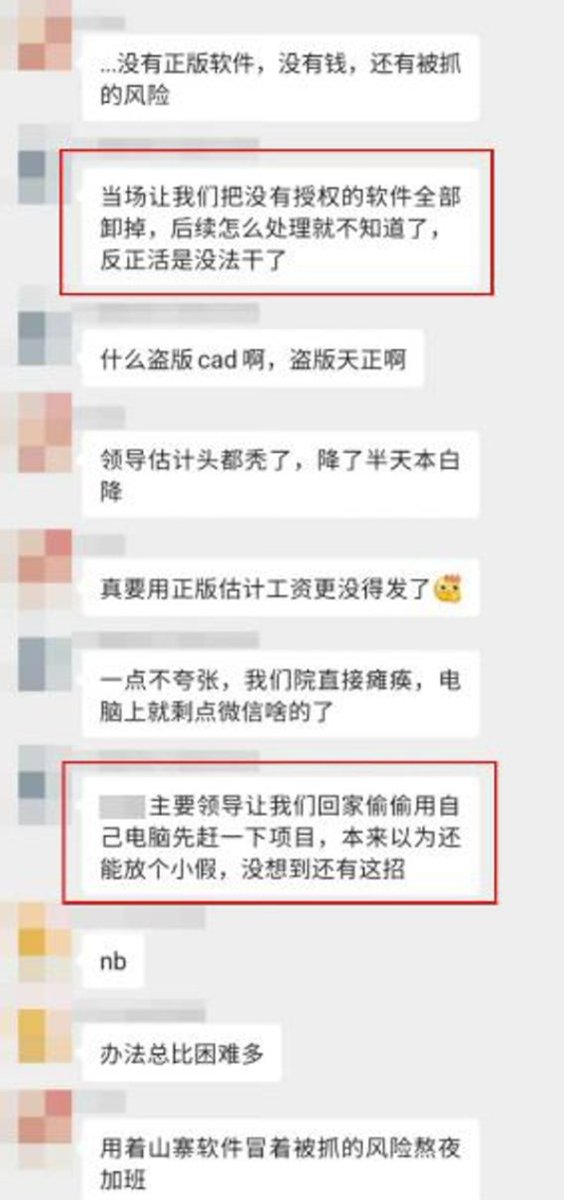 ...没有正版软件，没有钱，还有被抓
的风险
当场让我们把没有授权的软件全部
卸掉，后续怎么处理就不知道了，
反正活是没法干了
什么盗版cad啊，盗版天正啊
领导估计头都秃了，降了半天本白
降
真要用正版估计工资更没得发了
一点不夸张，我们院直接瘫痪，电
脑上就剩点微信啥的了
主要领导让我们回家偷偷用自
己电脑先赶一下项目，本来以为还
能放个小假，没想到还有这招
nb
办法总比困难多
用着山寨软件冒着被抓的风险熬夜
加班